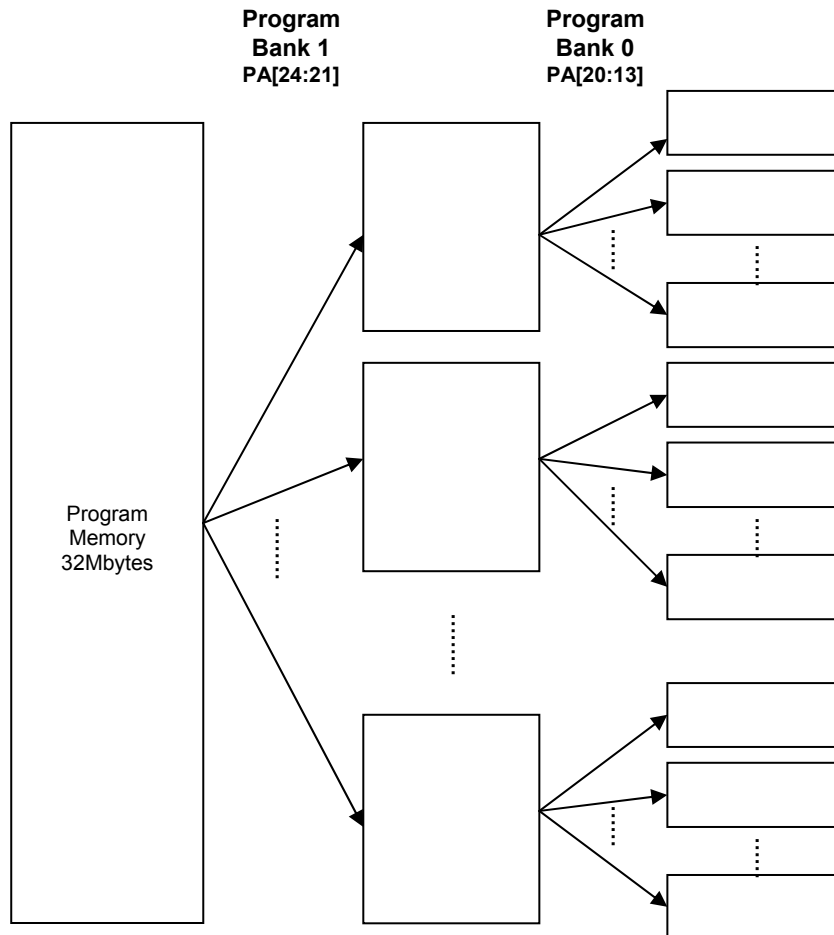 Program
Bank 1
PA[24:21]
Program
Bank 0
PA[20:13]
Program
Memory
32Mbytes